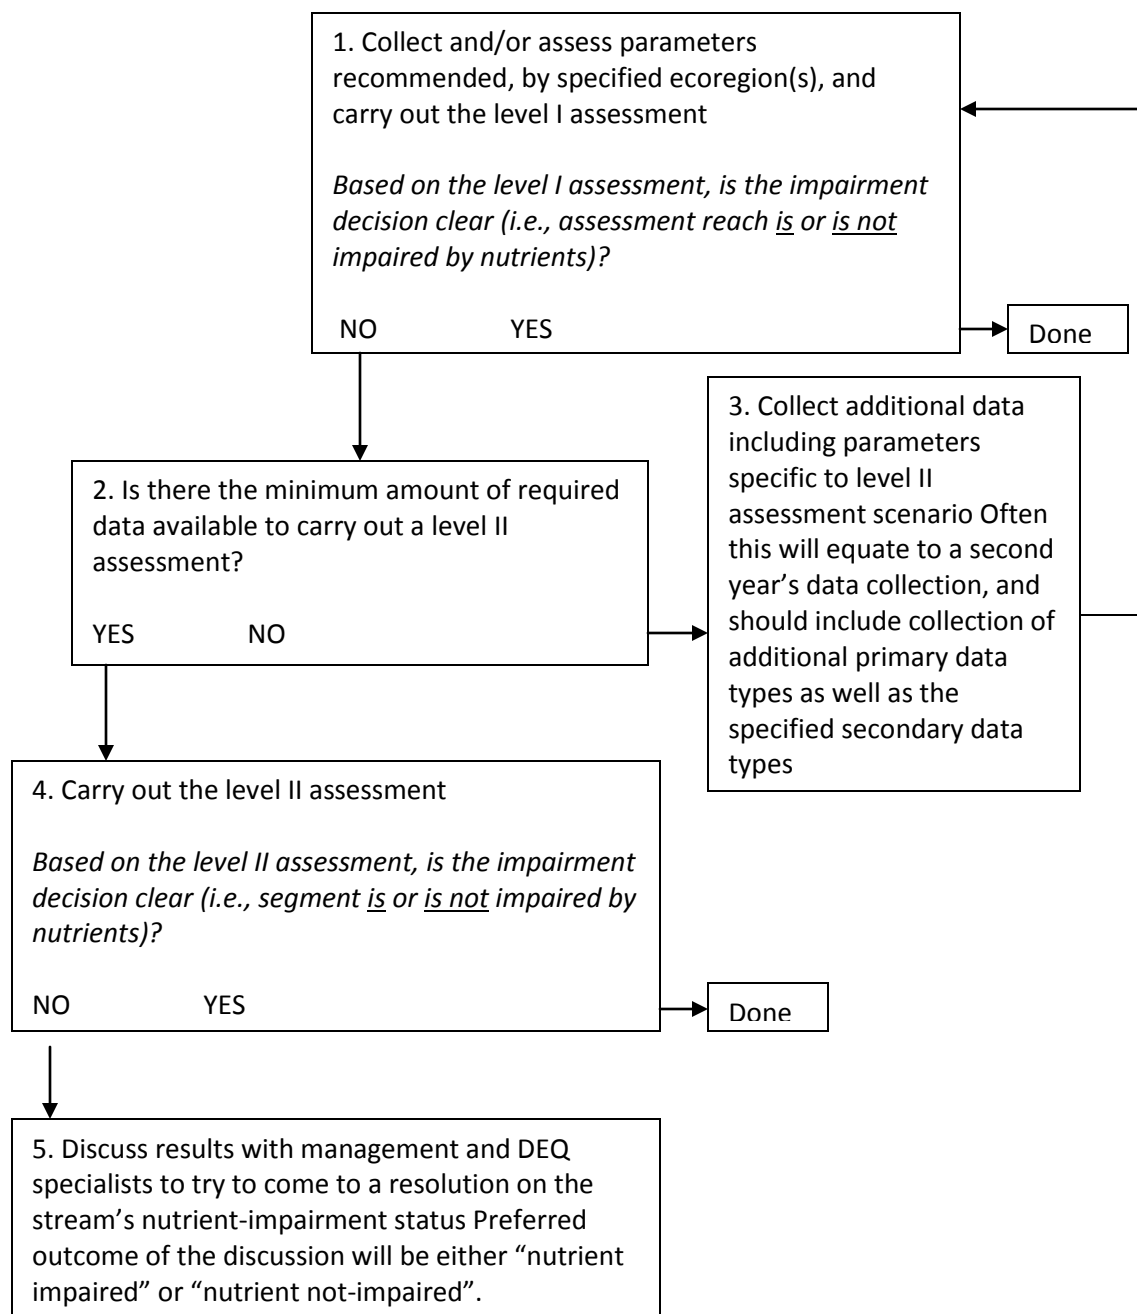 1. Collect and/or assess parameters
recommended, by specified ecoregion(s), and
carry out the level I assessment
Based on the level I assessment, is the impairment
decision clear (i.e., assessment reach is or is not
impaired by nutrients)?
NO YES
Done
2. Is there the minimum amount of required
data available to carry out a level II
assessment?
YES NO
3. Collect additional data
including parameters
specific to level II
assessment scenario Often
this will equate to a second
year’s data collection, and
should include collection of
additional primary data
types as well as the
specified secondary data
types
4. Carry out the level II assessment
Based on the level II assessment, is the impairment
decision clear (i.e., segment is or is not impaired by
nutrients)?
NO YES
Done
5. Discuss results with management and DEQ
specialists to try to come to a resolution on the
stream’s nutrient-impairment status Preferred
outcome of the discussion will be either “nutrient
impaired” or “nutrient not-impaired”.